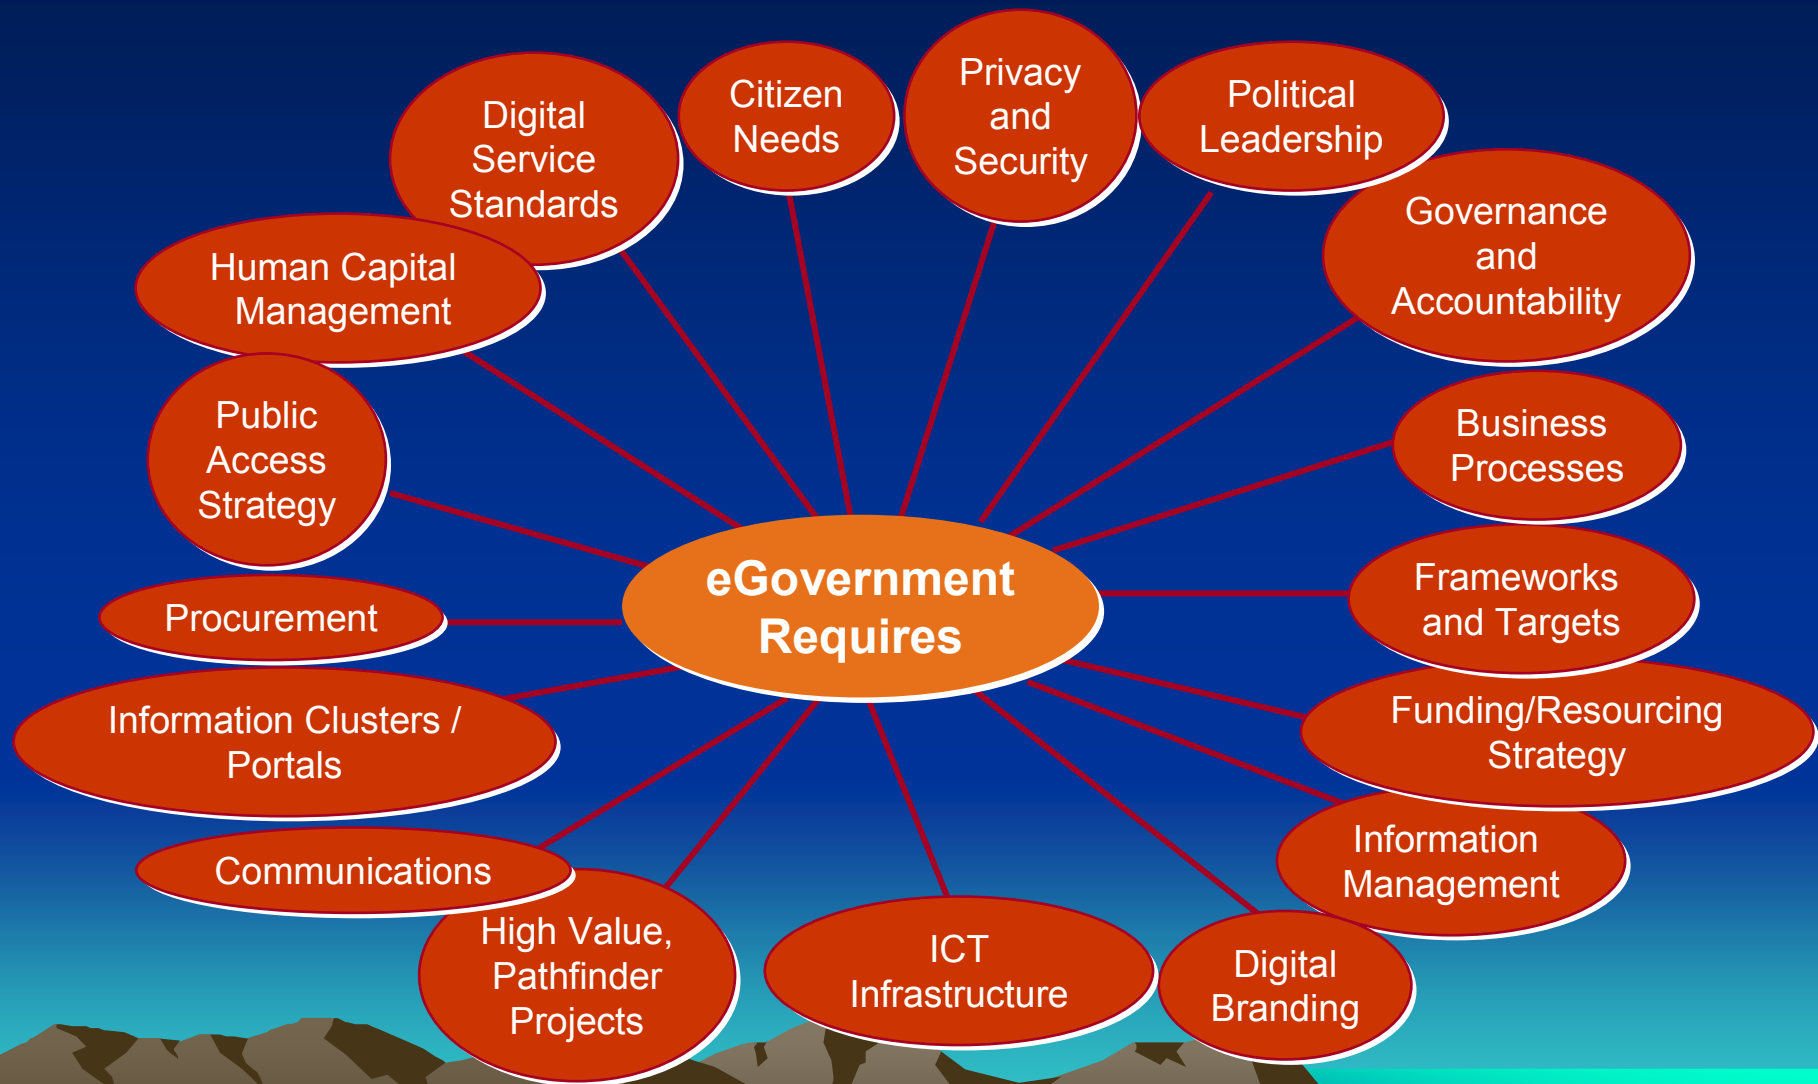 eGovernment
Requires
Citizen
Needs
Privacy
and
Security
Political
Leadership
Governance
and
Accountability
Business
Processes
Frameworks
and Targets
Funding/Resourcing
Strategy
Information
Management
Digital
Branding
ICT
Infrastructure
High Value,
Pathfinder
Projects
Communications
Information Clusters /
Portals
Procurement
Public
Access
Strategy
Human Capital
Management
Digital
Service
Standards